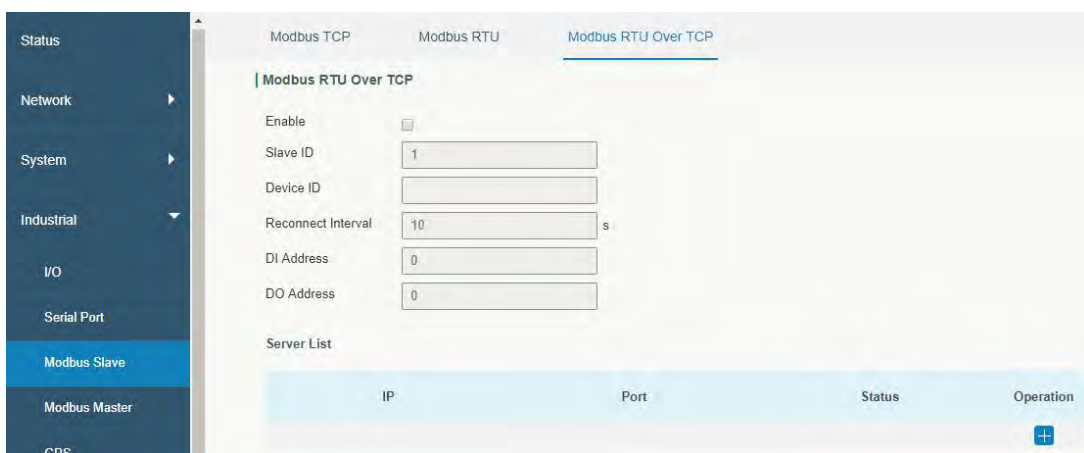 Status
Network
System
Industrial
I/O
Serial Port
Modbus Slave
Modbus Master
GPS
Modbus TCP Modbus RTU Modbus RTU Over TCP
Modbus RTU Over TCP
Enable
Slave ID 1
Device ID
Reconnect Interval 10 s
DI Address 0
DO Address 0
Server List
IP Port Status Operation